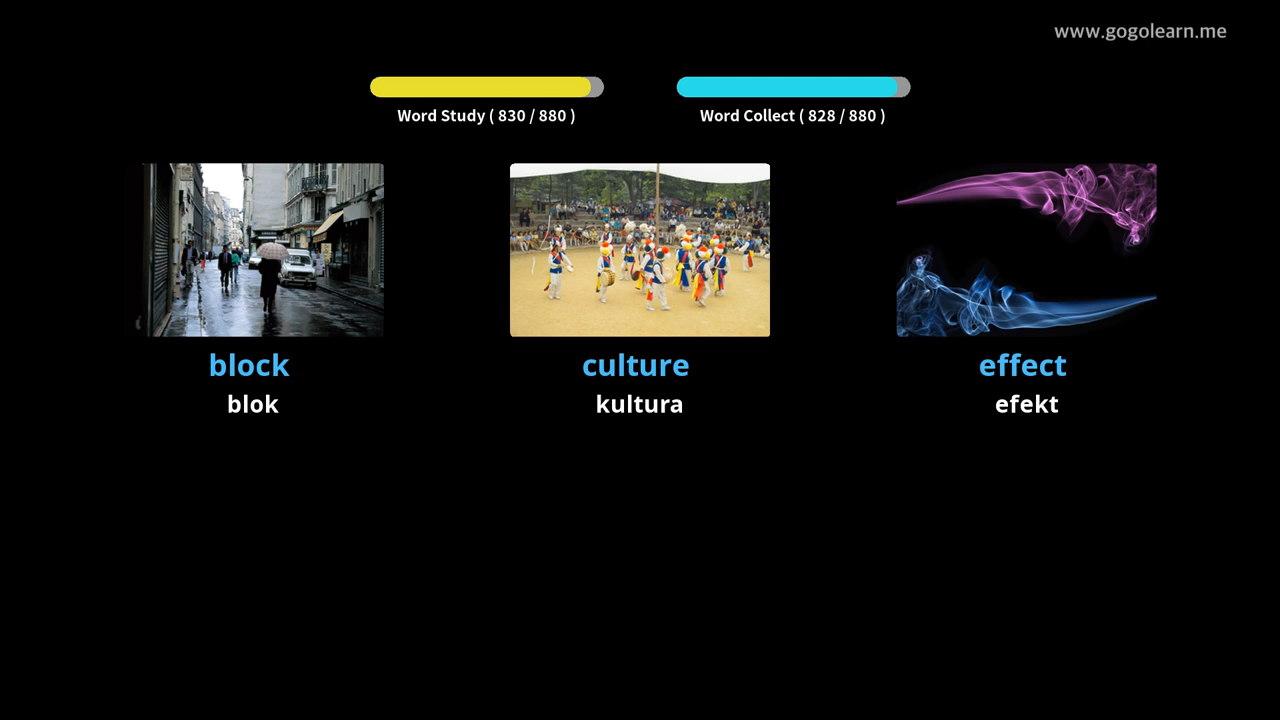 www.gogolearn.me
Word Study ( 830 / 880 )
Word Collect ( 828 / 880 )
block
blok
culture
kultura
effect
efekt